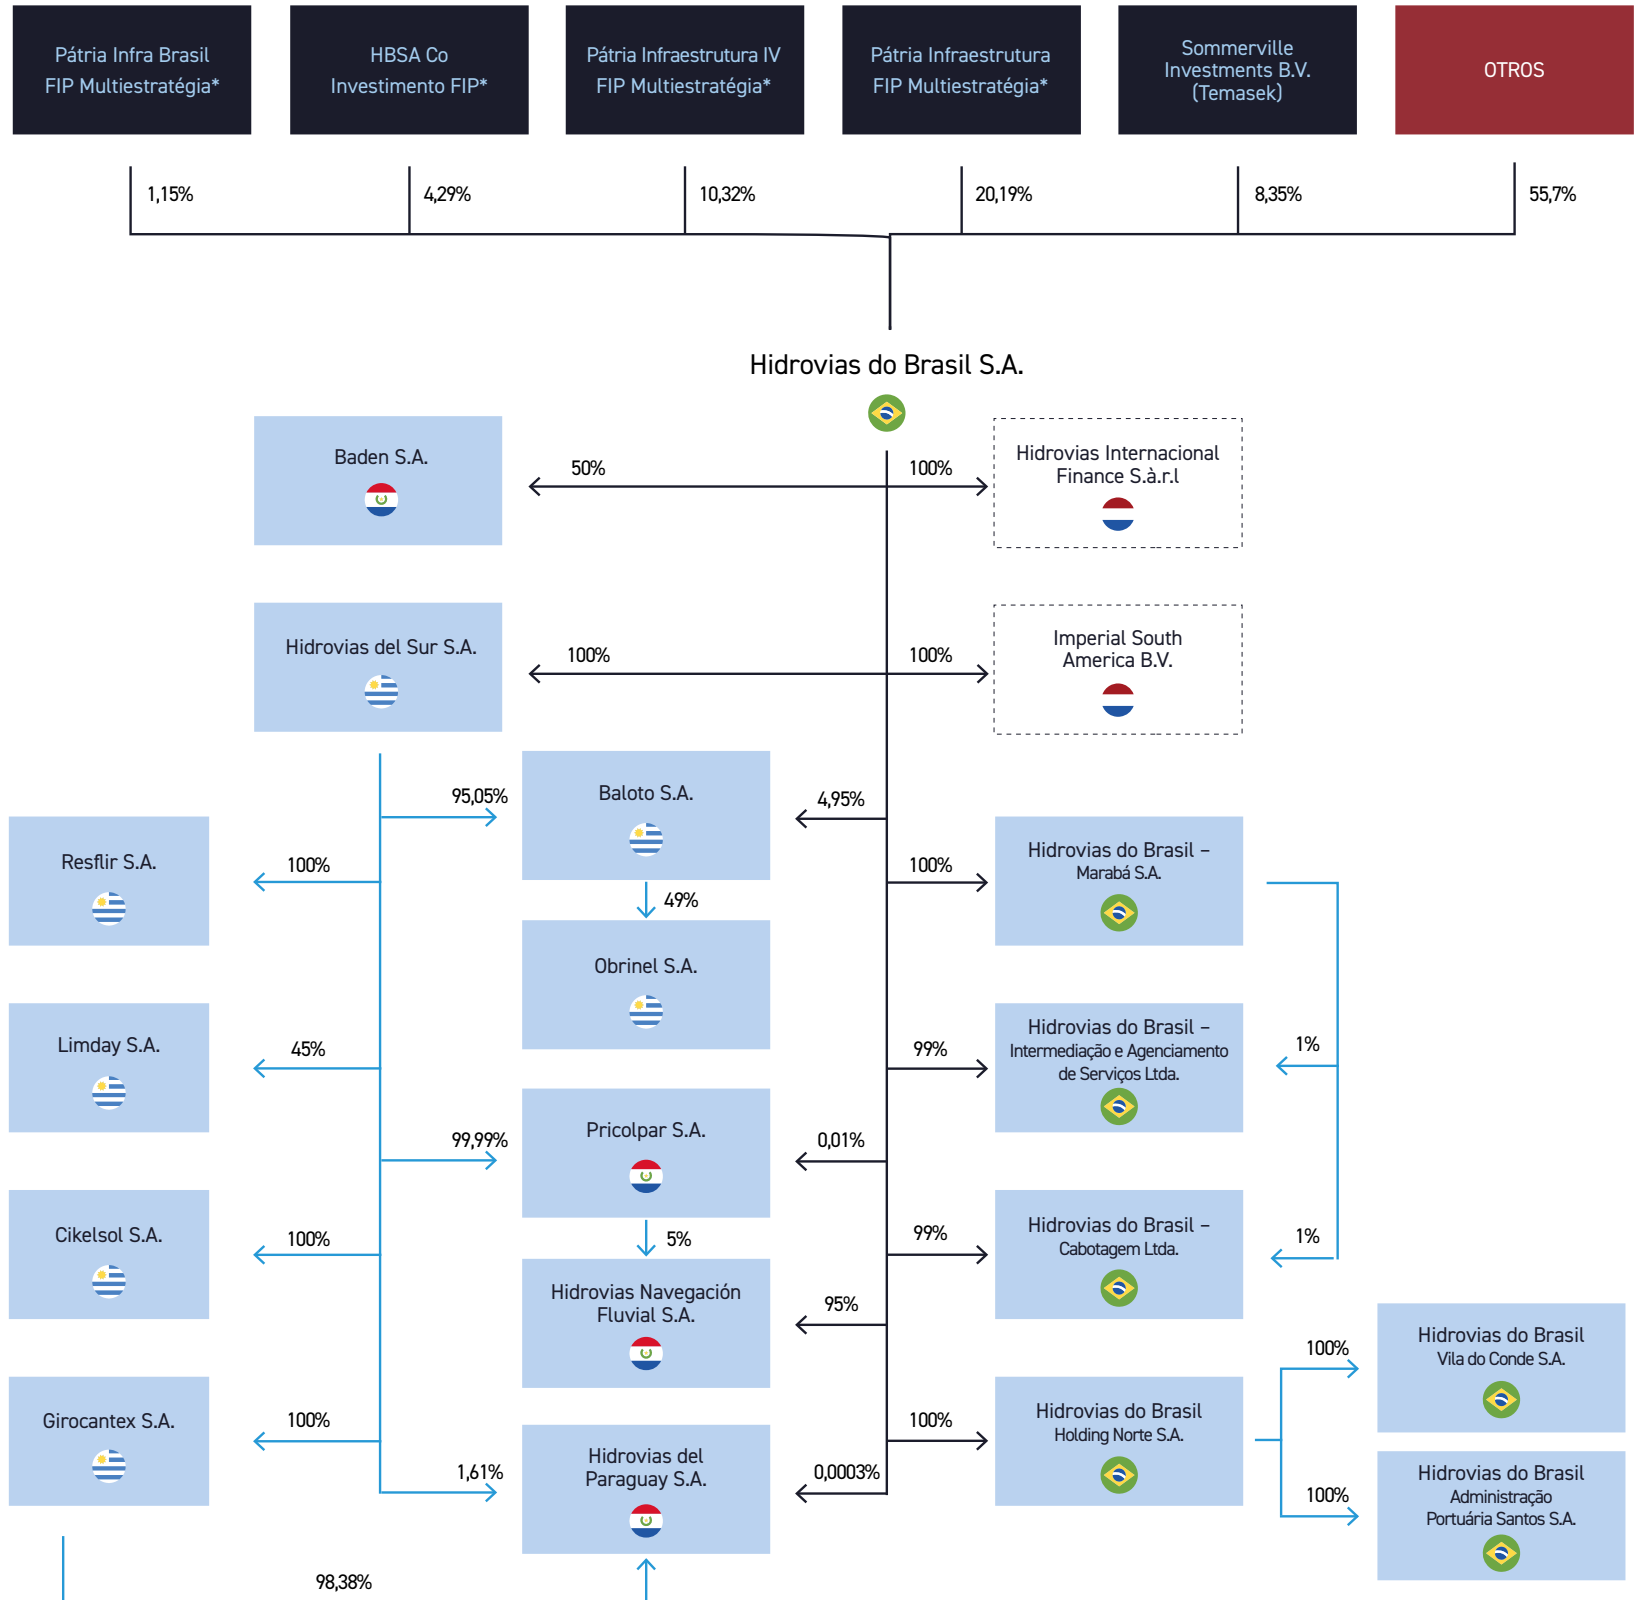 Pátria Infra Brasil
FIP Multiestratégia*
HBSA Co
Investimento FIP*
Pátria Infraestrutura IV
FIP Multiestratégia*
Pátria Infraestrutura
FIP Multiestratégia*
Sommerville
Investments B.V.
(Temasek)
OTROS
1,15%
4,29%
10,32%
20,19%
8,35%
55,7%
Hidrovias do Brasil S.A.
Baden S.A.
50%
100%
Hidrovias Internacional
Finance S.à.r.l
Hidrovias del Sur S.A.
100%
100%
Imperial South
America B.V.
95,05%
Baloto S.A.
4,95%
Resflir S.A.
100%
49%
100%
Hidrovias do Brasil –
Marabá S.A.
Obrinel S.A.
Limday S.A.
45%
99%
Hidrovias do Brasil –
Intermediação e Agenciamento
de Serviços Ltda.
1%
99,99%
Pricolpar S.A.
0,01%
Cikelsol S.A.
100%
5%
99%
Hidrovias do Brasil –
Cabotagem Ltda.
1%
Hidrovias Navegación
Fluvial S.A.
95%
100%
Hidrovias do Brasil
Vila do Conde S.A.
Girocantex S.A.
100%
100%
Hidrovias do Brasil
Holding Norte S.A.
1,61%
Hidrovias del
Paraguay S.A.
0,0003%
100%
Hidrovias do Brasil
Administração
Portuária Santos S.A.
98,38%